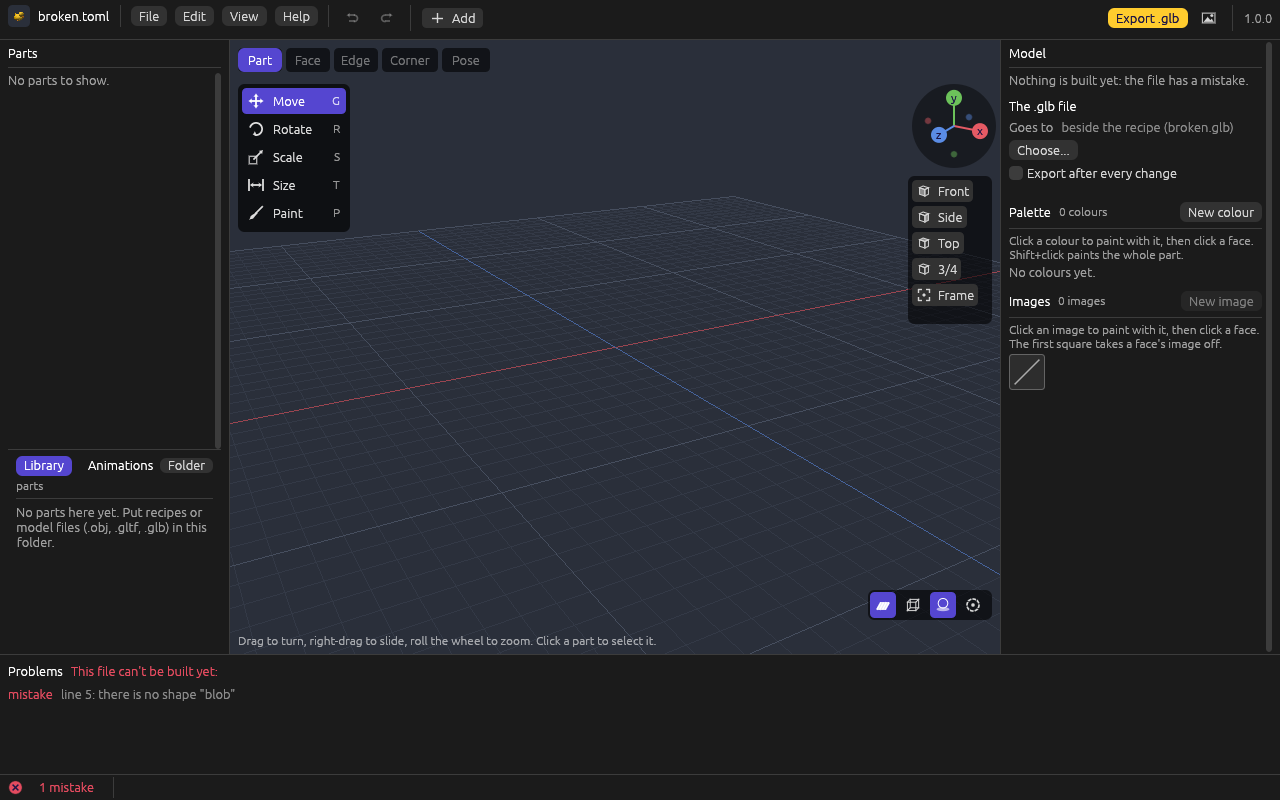 broken.toml
File
Edit
View
Help
Add
Export .glb
1.0.0
Parts
No parts to show.
Part
Face
Edge
Corner
Pose
Move G
Rotate R
Scale S
Size T
Paint P
y
x
z
Front
Side
Top
3/4
Frame
Drag to turn, right-drag to slide, roll the wheel to zoom. Click a part to select it.
Library
Animations
Folder
parts
No parts here yet. Put recipes or
model files (.obj, .gltf, .glb) in this
folder.
Model
Nothing is built yet: the file has a mistake.
The .glb file
Goes to beside the recipe (broken.glb)
Choose...
Export after every change
Palette 0 colours
New colour
Click a colour to paint with it, then click a face.
Shift+click paints the whole part.
No colours yet.
Images 0 images
New image
Click an image to paint with it, then click a face.
The first square takes a face's image off.
Problems This file can't be built yet:
mistake line 5: there is no shape "blob"
1 mistake